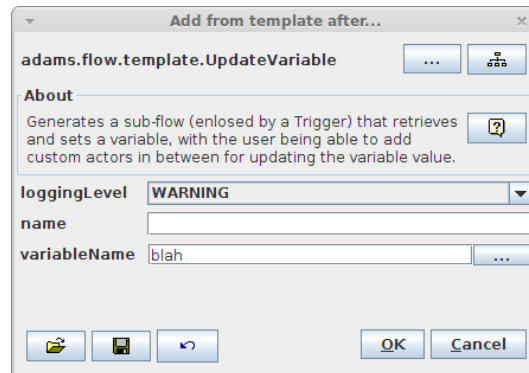 Add from template after...
adams.flow.template.UpdateVariable ...
About
Generates a sub-flow (enlosed by a Trigger) that retrieves
and sets a variable, with the user being able to add
custom actors in between for updating the variable value.
loggingLevel WARNING
name
variableName blah ...
OK Cancel